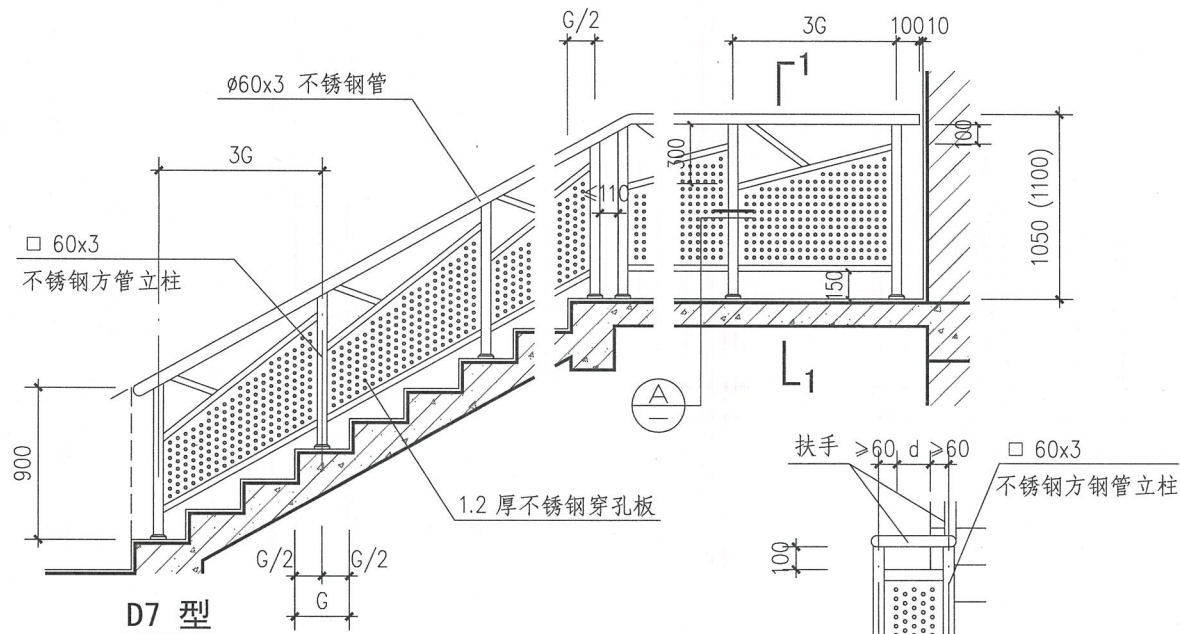 G/2
3G
100
10
1
ø60x3 不锈钢管
3G
300
100
≤110
1050 (1100)
□ 60x3
不锈钢方管立柱
150
1
A
900
扶手
≥60
d
≥60
□ 60x3
不锈钢方钢管立柱
1.2 厚不锈钢穿孔板
G/2
G/2
100
G
D7 型